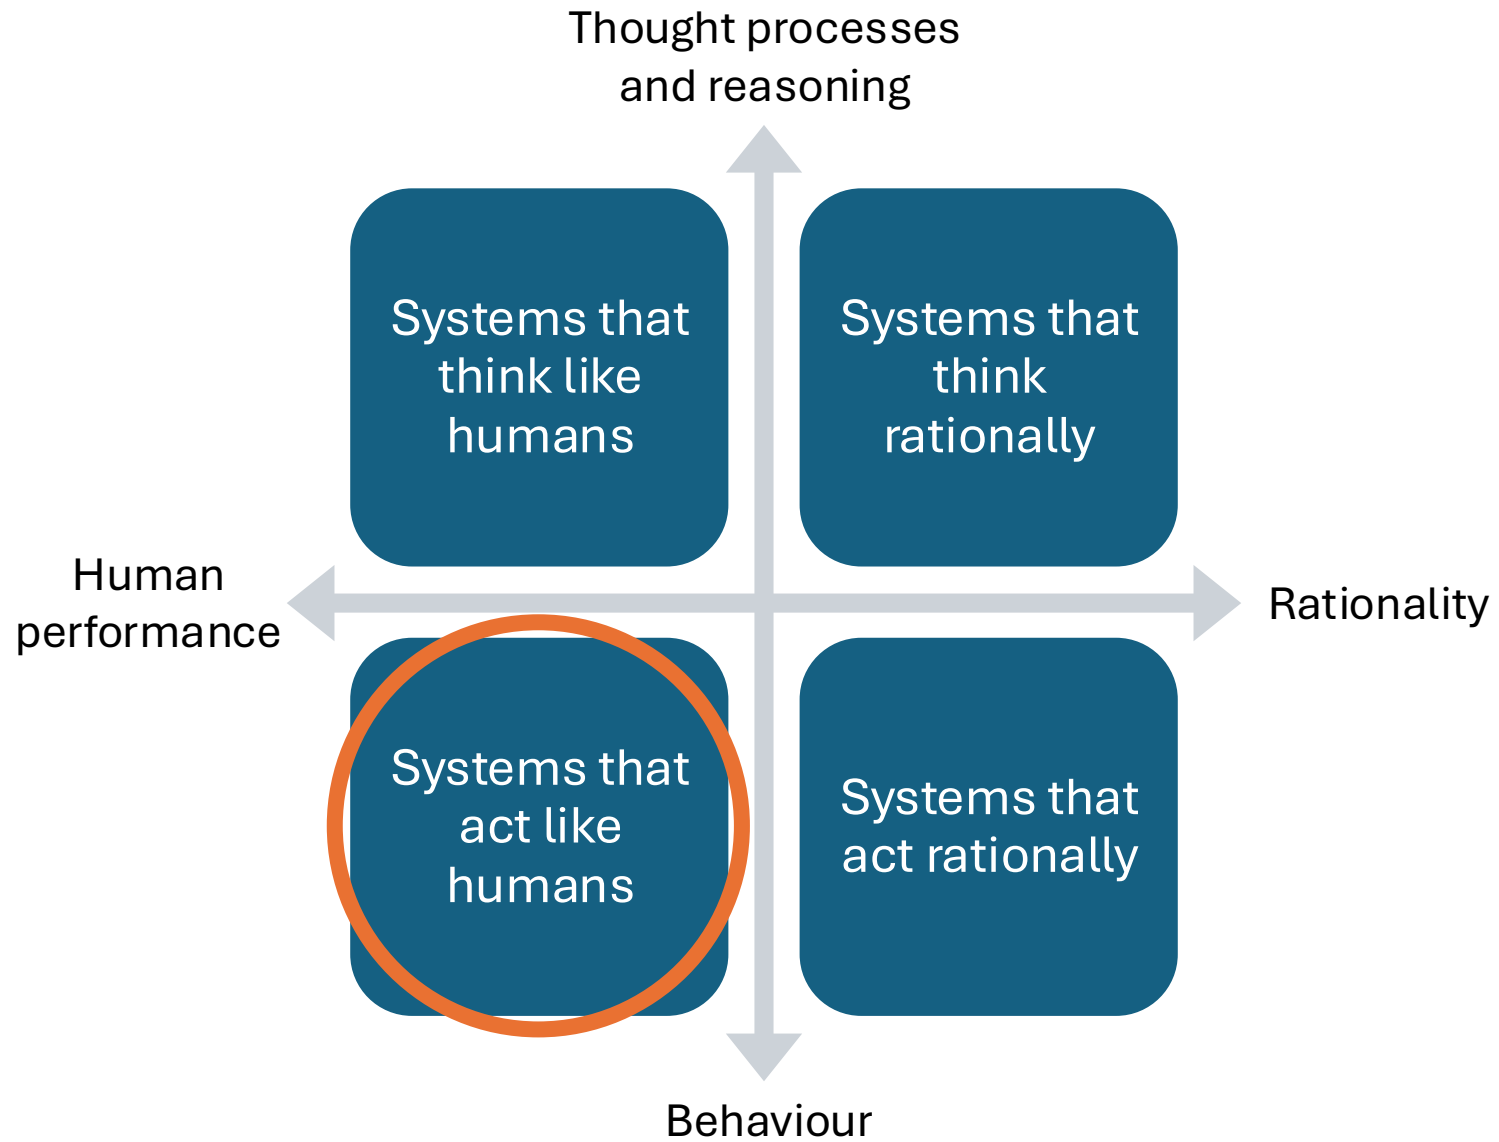 Thought processes
and reasoning
Systems that
think like
humans
Systems that
think
rationally
Human
performance
Rationality
Systems that
act like
humans
Systems that
act rationally
Behaviour